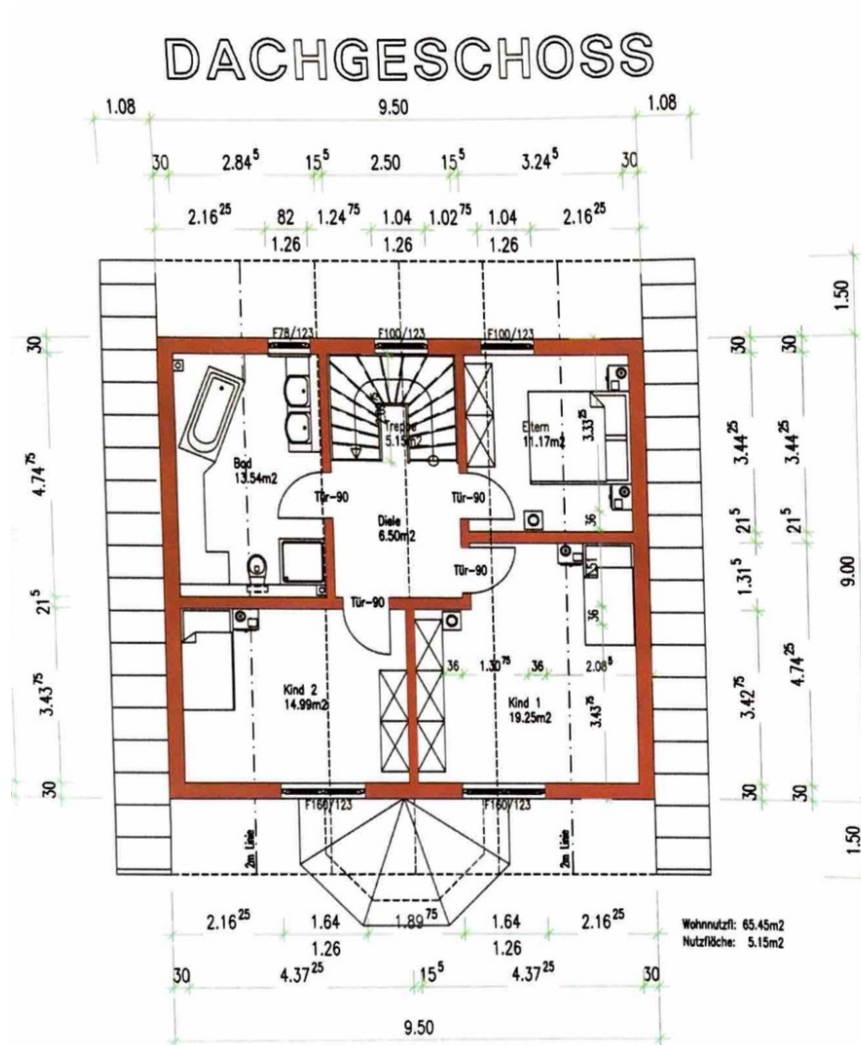 DACHGESCHOSS
1.08 9.50 1.08
30 2.84⁵ 15⁵ 2.50 15⁵ 3.24⁵ 30
2.16²⁵ 82 1.24⁷⁵ 1.04 1.02⁷⁵ 1.04 2.16²⁵
1.26 1.26 1.26
1.50
30 F78/123 F100/123 F100/123 30 30
Treppe
5.15m2
Eltern
11.17m2
3.33²⁵
3.44²⁵ 3.44²⁵
4.74⁷⁵
Bad
13.54m2
Tür-90 Tür-90
Diele
6.50m2
36
21⁵ 21⁵
Tür-90
1.31⁵
9.00
Tür-90
21⁵
36
36 1.30⁷⁵ 36 2.08⁵
Kind 2
14.99m2
Kind 1
19.25m2
3.43⁷⁵
3.43⁷⁵
3.42⁷⁵
4.74²⁵
30 F160/123 F160/123 30 30
2m Linie 2m Linie
1.50
2.16²⁵ 1.64 1.89⁷⁵ 1.64 2.16²⁵
1.26 1.26
Wohnnutzfl: 65.45m2
Nutzfläche: 5.15m2
30 4.37²⁵ 15⁵ 4.37²⁵ 30
9.50